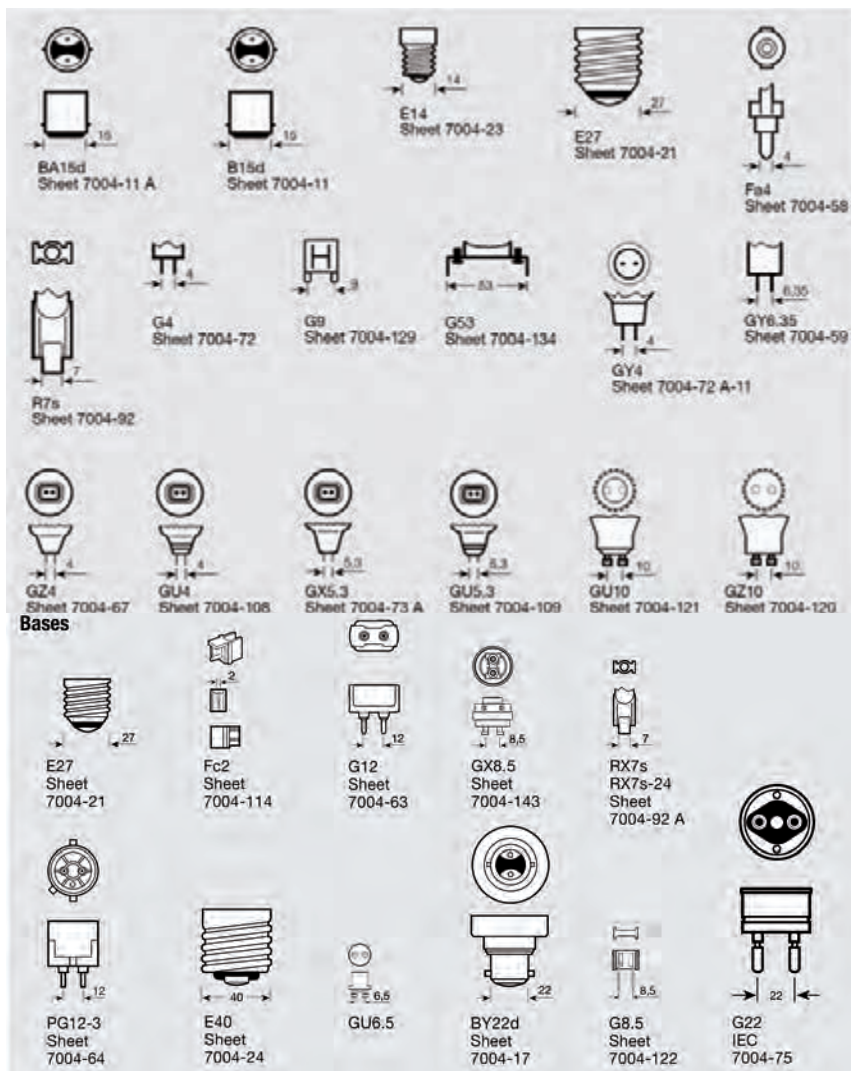 15
BA15d
Sheet 7004-11 A
15
B15d
Sheet 7004-11
14
E14
Sheet 7004-23
27
E27
Sheet 7004-21
4
Fa4
Sheet 7004-58
7
R7s
Sheet 7004-92
4
G4
Sheet 7004-72
9
G9
Sheet 7004-129
53
G53
Sheet 7004-134
4
GY4
Sheet 7004-72 A-11
6,35
GY6.35
Sheet 7004-59
4
GZ4
Sheet 7004-67
4
GU4
Sheet 7004-108
5,3
GX5.3
Sheet 7004-73 A
5,3
GU5.3
Sheet 7004-109
10
GU10
Sheet 7004-121
10
GZ10
Sheet 7004-120
Bases
27
E27
Sheet
7004-21
2
Fc2
Sheet
7004-114
12
G12
Sheet
7004-63
8,5
GX8.5
Sheet
7004-143
7
RX7s
RX7s-24
Sheet
7004-92 A
12
PG12-3
Sheet
7004-64
40
E40
Sheet
7004-24
6,5
GU6.5
22
BY22d
Sheet
7004-17
8,5
G8.5
Sheet
7004-122
22
G22
IEC
7004-75